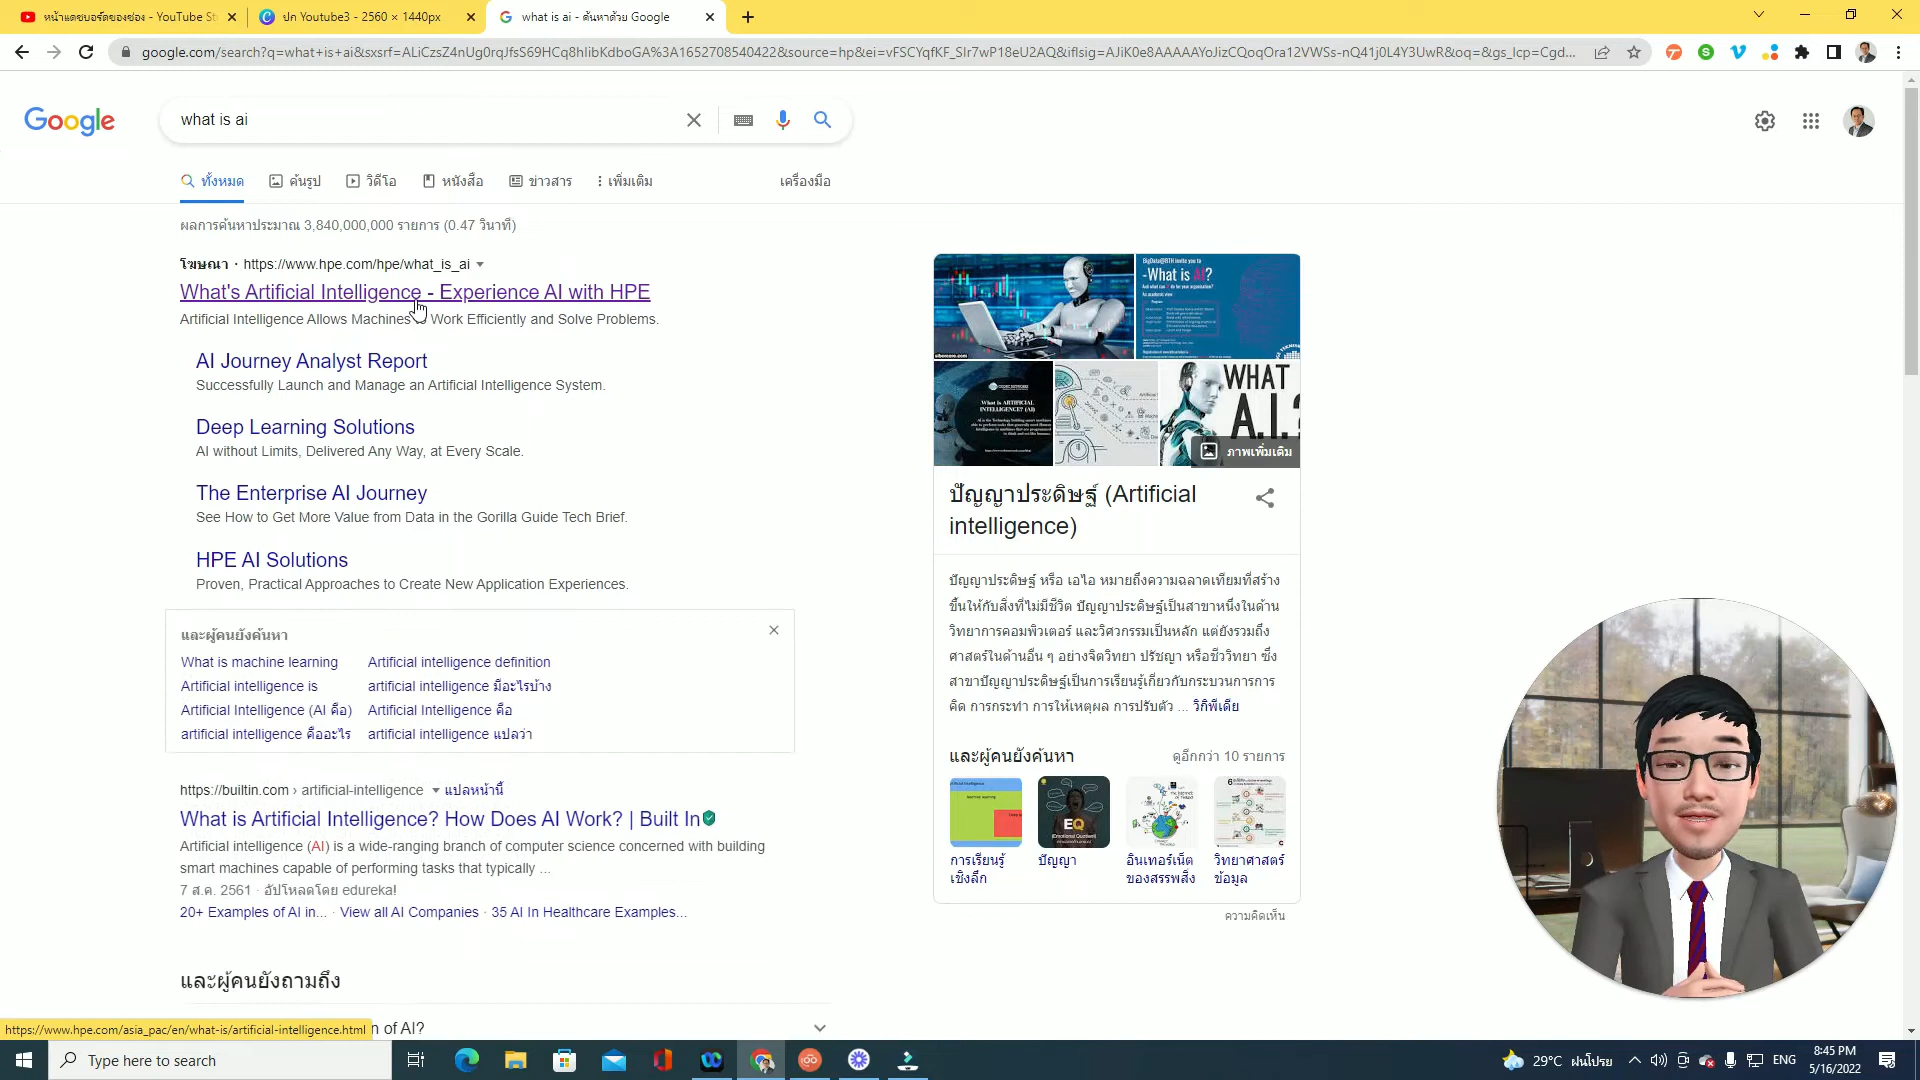 หน้าแดชบอร์ดของช่อง - YouTube St
ปก Youtube3 - 2560 × 1440px
what is ai - ค้นหาด้วย Google
google.com/search?q=what+is+ai&sxsrf=ALiCzsZ4nUg0rqJfsS69HCq8hlibKdboGA%3A1652708540422&source=hp&ei=vFSCYqfKF_SIr7wP18eU2AQ&iflsig=AJiK0e8AAAAAYoJizCQoqOra12VWSs-nQ41j0L4Y3UwR&oq=&gs_lcp=Cgd...
Google
what is ai
ทั้งหมด
ค้นรูป
วิดีโอ
หนังสือ
ข่าวสาร
เพิ่มเติม
เครื่องมือ
ผลการค้นหาประมาณ 3,840,000,000 รายการ (0.47 วินาที)
โฆษณา · https://www.hpe.com/hpe/what_is_ai
What's Artificial Intelligence - Experience AI with HPE
Artificial Intelligence Allows Machines to Work Efficiently and Solve Problems.
AI Journey Analyst Report
Successfully Launch and Manage an Artificial Intelligence System.
Deep Learning Solutions
AI without Limits, Delivered Any Way, at Every Scale.
The Enterprise AI Journey
See How to Get More Value from Data in the Gorilla Guide Tech Brief.
HPE AI Solutions
Proven, Practical Approaches to Create New Application Experiences.
และผู้คนยังค้นหา
What is machine learning
Artificial intelligence definition
Artificial intelligence is
artificial intelligence มีอะไรบ้าง
Artificial Intelligence (AI คือ)
Artificial Intelligence คือ
artificial intelligence คืออะไร
artificial intelligence แปลว่า
https://builtin.com › artificial-intelligence
แปลหน้านี้
What is Artificial Intelligence? How Does AI Work? | Built In
Artificial intelligence (AI) is a wide-ranging branch of computer science concerned with building
smart machines capable of performing tasks that typically ...
7 ส.ค. 2561 · อัปโหลดโดย edureka!
20+ Examples of AI in... · View all AI Companies · 35 AI In Healthcare Examples...
และผู้คนยังถามถึง
n of AI?
https://www.hpe.com/asia_pac/en/what-is/artificial-intelligence.html
BigData@BTH invite you to
-What is AI?
What is ARTIFICIAL
INTELLIGENCE? (AI)
WHAT
A.I.?
ภาพเพิ่มเติม
ปัญญาประดิษฐ์ (Artificial
intelligence)
ปัญญาประดิษฐ์ หรือ เอไอ หมายถึงความฉลาดเทียมที่สร้าง
ขึ้นให้กับสิ่งที่ไม่มีชีวิต ปัญญาประดิษฐ์เป็นสาขาหนึ่งในด้าน
วิทยาการคอมพิวเตอร์ และวิศวกรรมเป็นหลัก แต่ยังรวมถึง
ศาสตร์ในด้านอื่น ๆ อย่างจิตวิทยา ปรัชญา หรือชีววิทยา ซึ่ง
สาขาปัญญาประดิษฐ์เป็นการเรียนรู้เกี่ยวกับกระบวนการการ
คิด การกระทำ การให้เหตุผล การปรับตัว ... วิกิพีเดีย
และผู้คนยังค้นหา
ดูอีกกว่า 10 รายการ
EQ
การเรียนรู้
เชิงลึก
ปัญญา
อินเทอร์เน็ต
ของสรรพสิ่ง
วิทยาศาสตร์
ข้อมูล
ความคิดเห็น
Type here to search
29°C ฝนโปรย
ENG
8:45 PM
5/16/2022